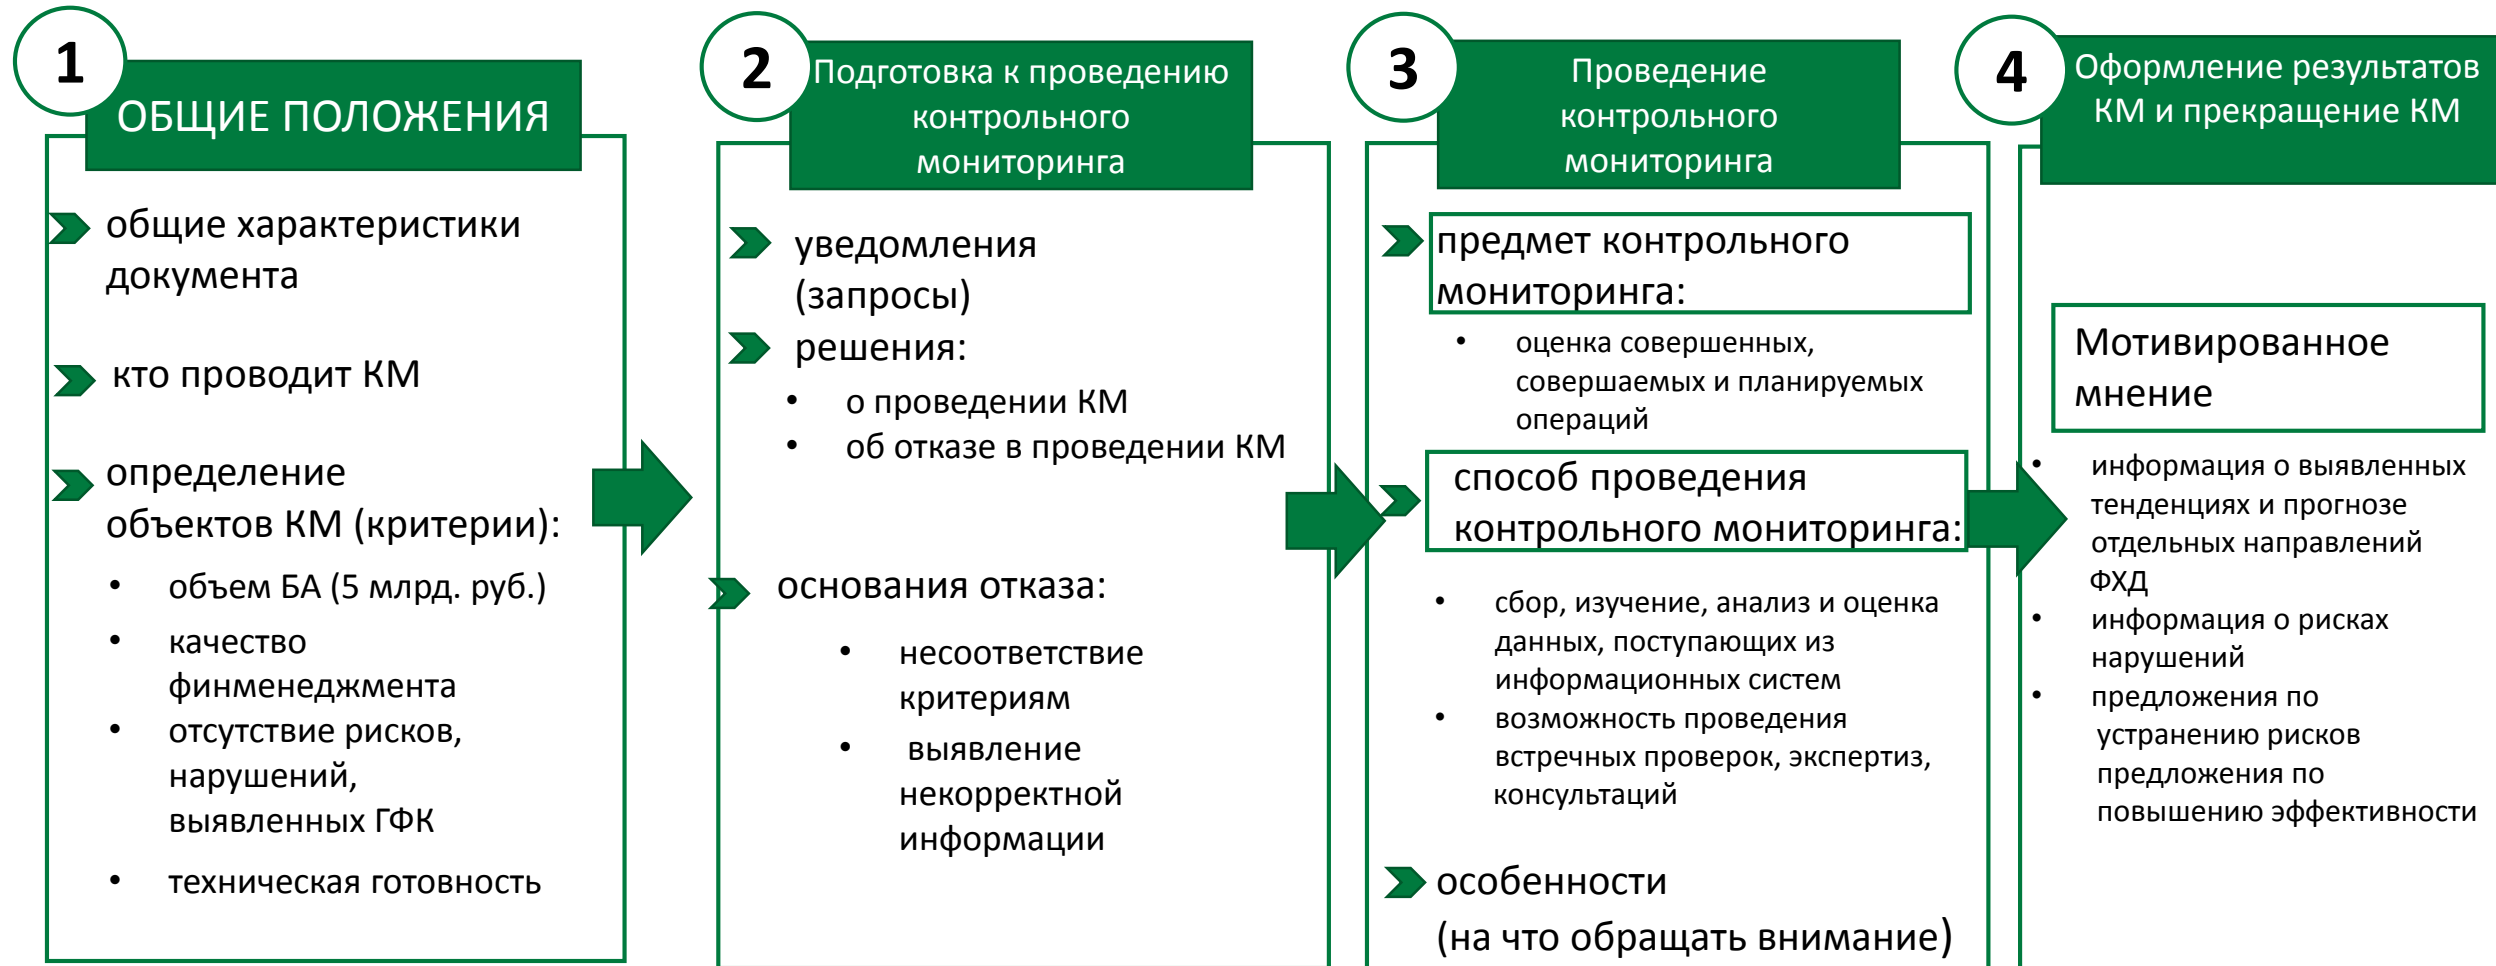 1
ОБЩИЕ ПОЛОЖЕНИЯ
общие характеристики
документа
кто проводит КМ
определение
объектов КМ (критерии):
• объем БА (5 млрд. руб.)
• качество
финменеджмента
• отсутствие рисков,
нарушений,
выявленных ГФК
• техническая готовность
2
Подготовка к проведению
контрольного
мониторинга
уведомления
(запросы)
решения:
• о проведении КМ
• об отказе в проведении КМ
основания отказа:
• несоответствие
критериям
• выявление
некорректной
информации
3
Проведение
контрольного
мониторинга
предмет контрольного
мониторинга:
• оценка совершенных,
совершаемых и планируемых
операций
способ проведения
контрольного мониторинга:
• сбор, изучение, анализ и оценка
данных, поступающих из
информационных систем
• возможность проведения
встречных проверок, экспертиз,
консультаций
особенности
(на что обращать внимание)
4
Оформление результатов
КМ и прекращение КМ
Мотивированное
мнение
• информация о выявленных
тенденциях и прогнозе
отдельных направлений
ФХД
• информация о рисках
нарушений
• предложения по
устранению рисков
предложения по
повышению эффективности